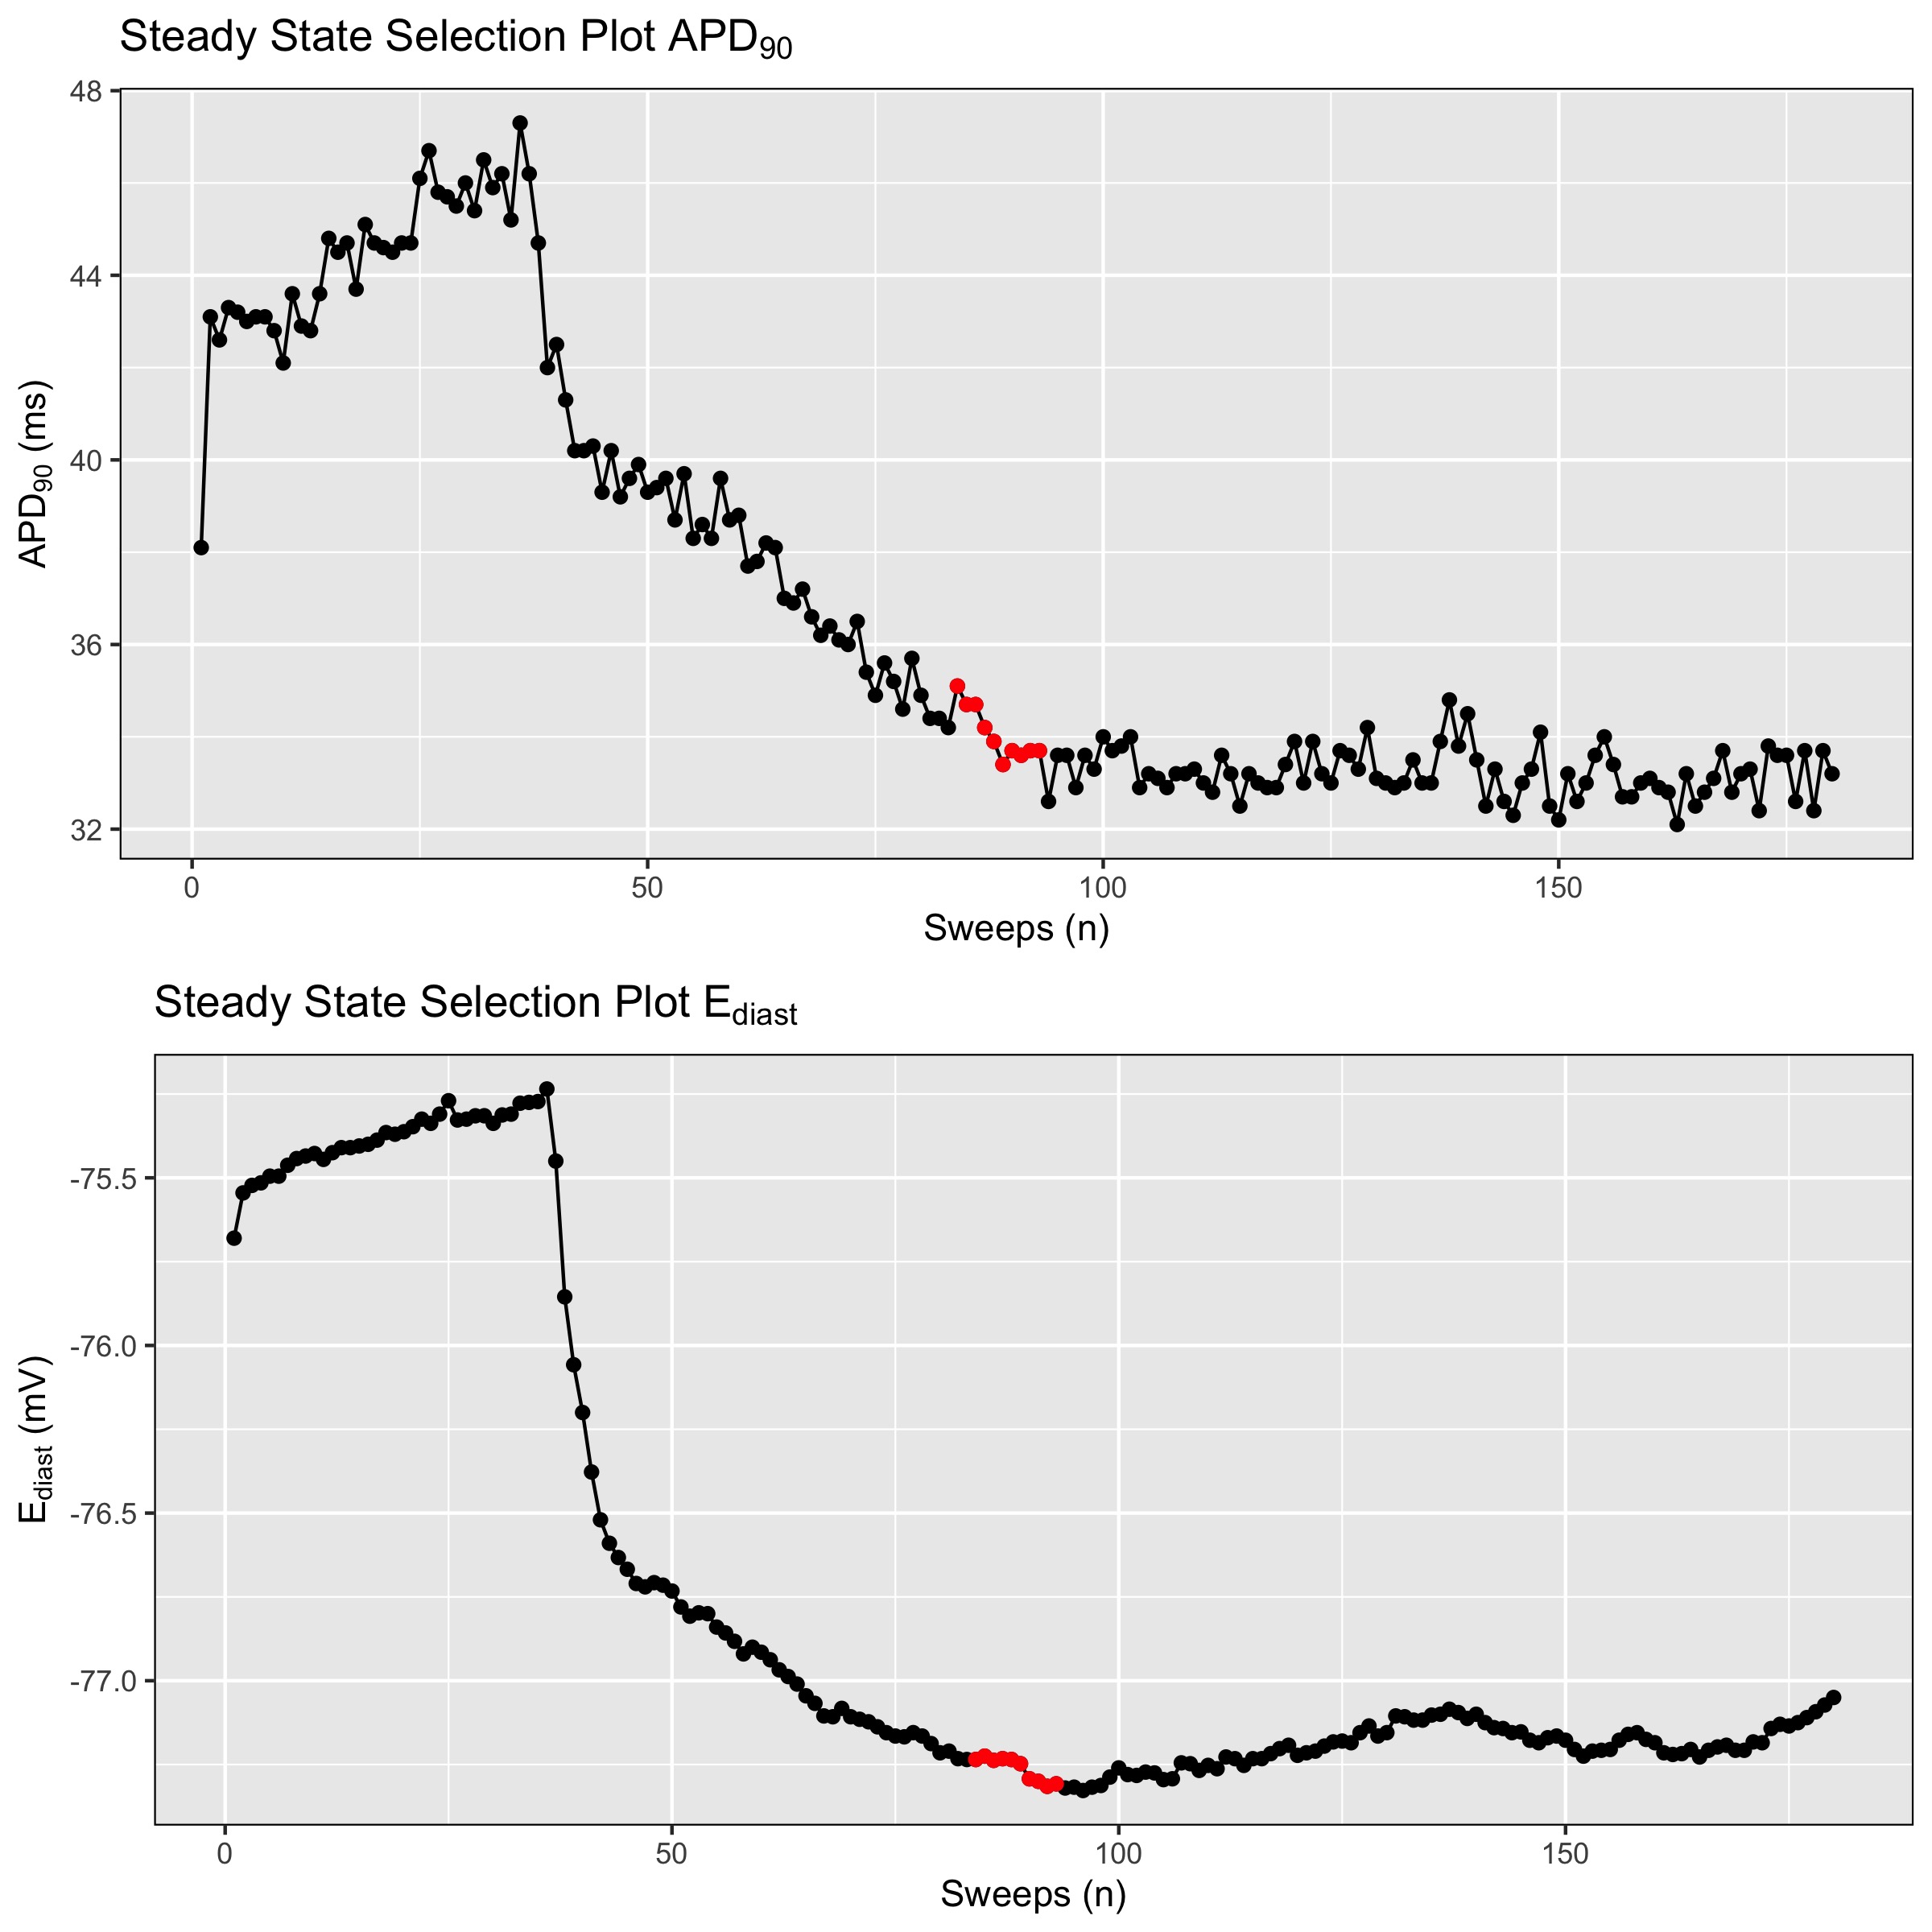 Steady State Selection Plot APD90
48
44
40
36
32
APD90 (ms)
0 50 100 150
Sweeps (n)
Steady State Selection Plot Ediast
-75.5
-76.0
-76.5
-77.0
Ediast (mV)
0 50 100 150
Sweeps (n)